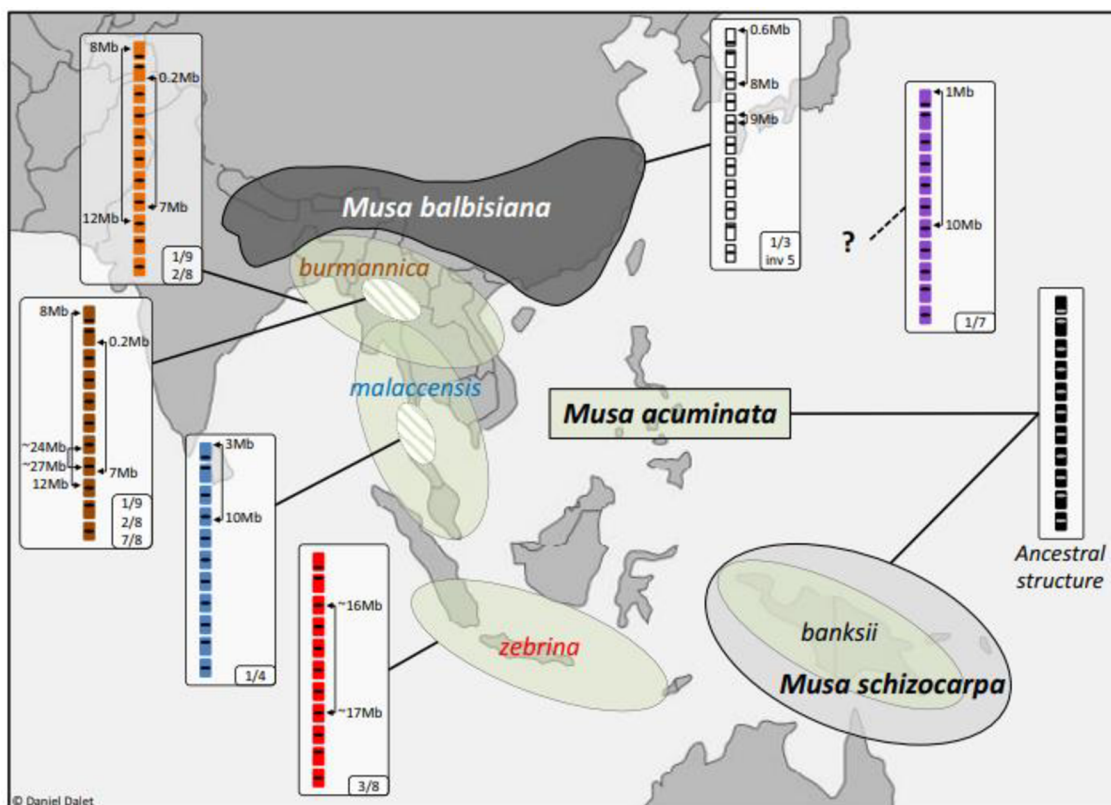 8Mb
0.2Mb
7Mb
12Mb
1/9
2/8
0.6Mb
8Mb
9Mb
1/3
inv 5
1Mb
10Mb
1/7
?
Musa balbisiana
burmannica
8Mb
0.2Mb
~24Mb
~27Mb
7Mb
12Mb
1/9
2/8
7/8
malaccensis
Musa acuminata
3Mb
10Mb
1/4
Ancestral
structure
~16Mb
~17Mb
3/8
zebrina
banksii
Musa schizocarpa
© Daniel Dalet